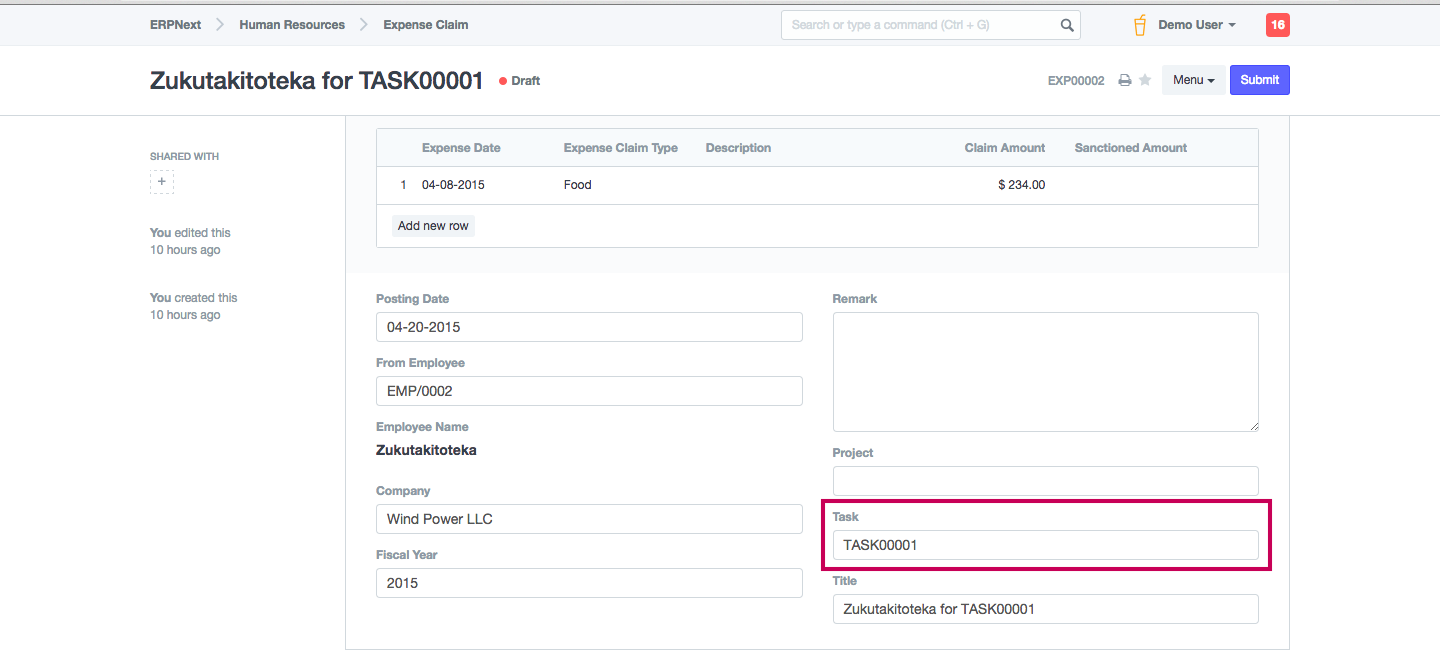 ERPNext Human Resources Expense Claim Search or type a command (Ctrl + G) Demo User 16
Zukutakitoteka for TASK00001 Draft EXP00002 Menu Submit
SHARED WITH
+
You edited this
10 hours ago
You created this
10 hours ago
Expense Date Expense Claim Type Description Claim Amount Sanctioned Amount
1 04-08-2015 Food $ 234.00
Add new row
Posting Date
04-20-2015
From Employee
EMP/0002
Employee Name
Zukutakitoteka
Company
Wind Power LLC
Fiscal Year
2015
Remark
Project
Task
TASK00001
Title
Zukutakitoteka for TASK00001